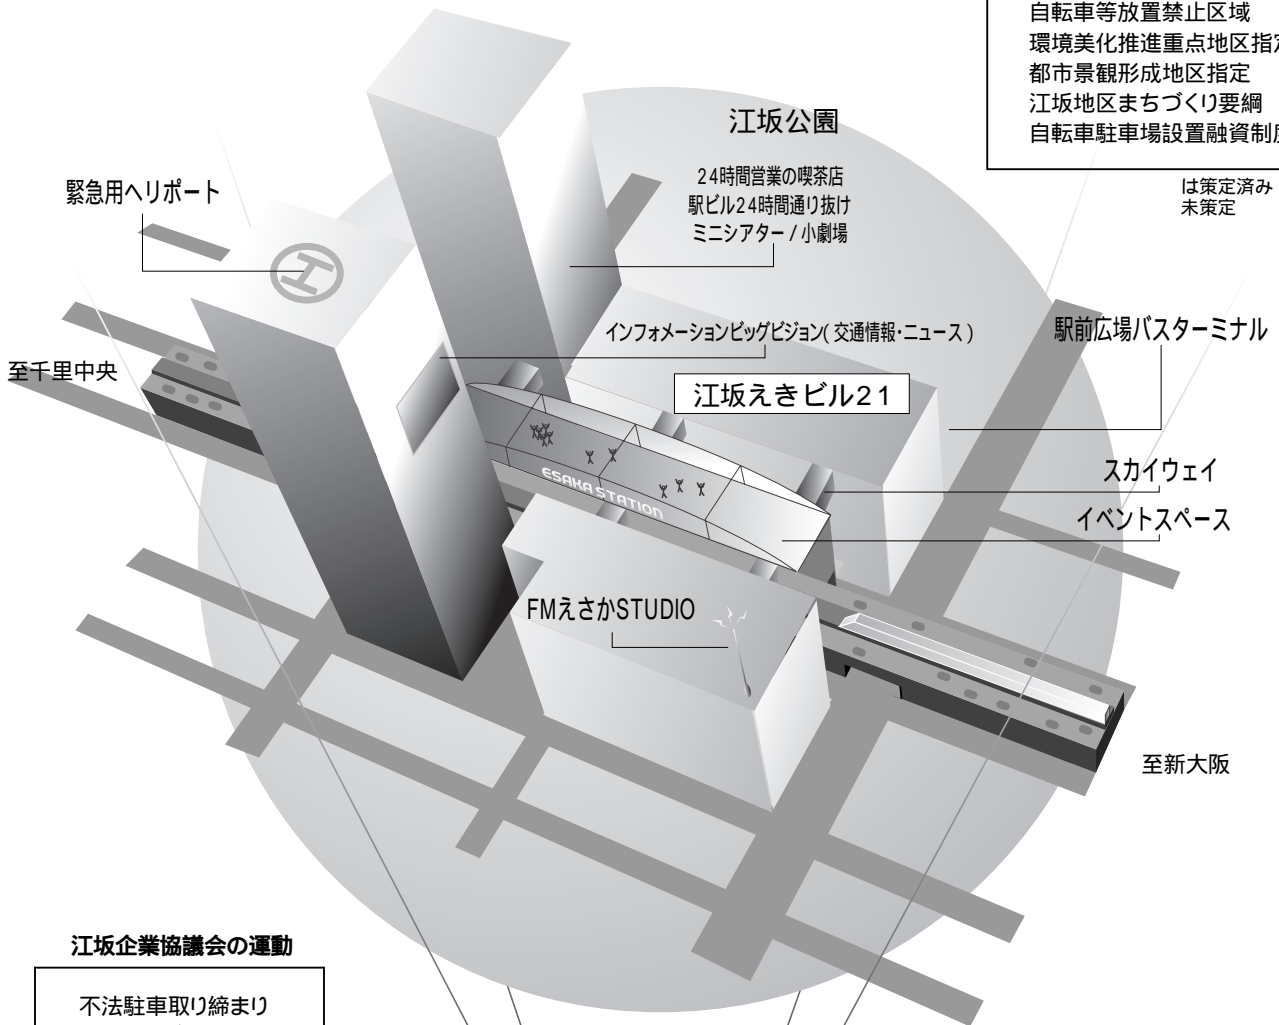 自転車等放置禁止区域
環境美化推進重点地区指定
都市景観形成地区指定
江坂地区まちづくり要綱
自転車駐車場設置融資制度
は策定済み
未策定
江坂公園
24時間営業の喫茶店
駅ビル24時間通り抜け
ミニシアター/小劇場
緊急用ヘリポート
インフォメーションビッグビジョン(交通情報・ニュース)
駅前広場バスターミナル
至千里中央
江坂えきビル21
スカイウェイ
イベントスペース
ESAKA STATION
FMえさかSTUDIO
至新大阪
江坂企業協議会の運動
不法駐車取り締まり